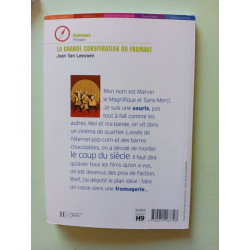 LA GRANDE CONSPIRATION DU FROMAGE
Jean Van Leeuwen
Mon nom est Marvin
le Magnifique et Sans-Merci.
Je suis une souris, pas
tout à fait comme les
autres. Moi et ma bande, on vit
dans un cinéma de quartier. Lassés
de l'éternel pop-corn et des barres
chocolatées, on a décidé de monter
le coup du siècle. Il faut dire
qu'avec tous les films qu'on a vus,
on est devenus des pros de l'action.
Bref, j'ai dégoté le plan idéal : faire
un casse dans une fromagerie...
H9